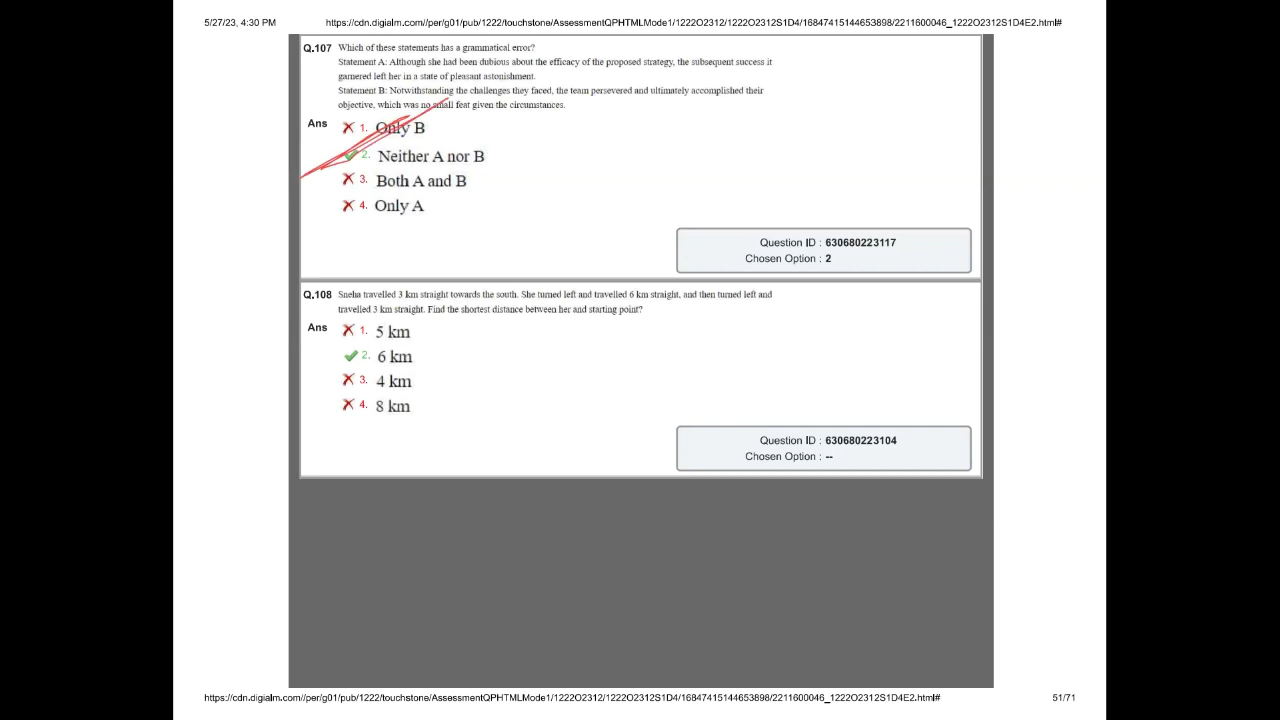 5/27/23, 4:30 PM https://cdn.digialm.com//per/g01/pub/1222/touchstone/AssessmentQPHTMLMode1/1222O2312/1222O2312S1D4/16847415144653898/2211600046_1222O2312S1D4E2.html#
Q.107 Which of these statements has a grammatical error?
Statement A: Although she had been dubious about the efficacy of the proposed strategy, the subsequent success it
garnered left her in a state of pleasant astonishment.
Statement B: Notwithstanding the challenges they faced, the team persevered and ultimately accomplished their
objective, which was no small feat given the circumstances.
Ans 1. Only B
2. Neither A nor B
3. Both A and B
4. Only A
Question ID : 630680223117
Chosen Option : 2
Q.108 Sneha travelled 3 km straight towards the south. She turned left and travelled 6 km straight, and then turned left and
travelled 3 km straight. Find the shortest distance between her and starting point?
Ans 1. 5 km
2. 6 km
3. 4 km
4. 8 km
Question ID : 630680223104
Chosen Option : --
https://cdn.digialm.com//per/g01/pub/1222/touchstone/AssessmentQPHTMLMode1/1222O2312/1222O2312S1D4/16847415144653898/2211600046_1222O2312S1D4E2.html# 51/71